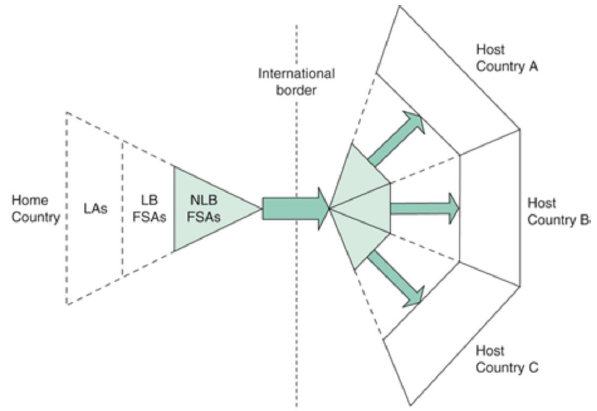 Host
Country A
International
border
Home
Country
LAs
LB
FSAs
NLB
FSAs
Host
Country B
Host
Country C